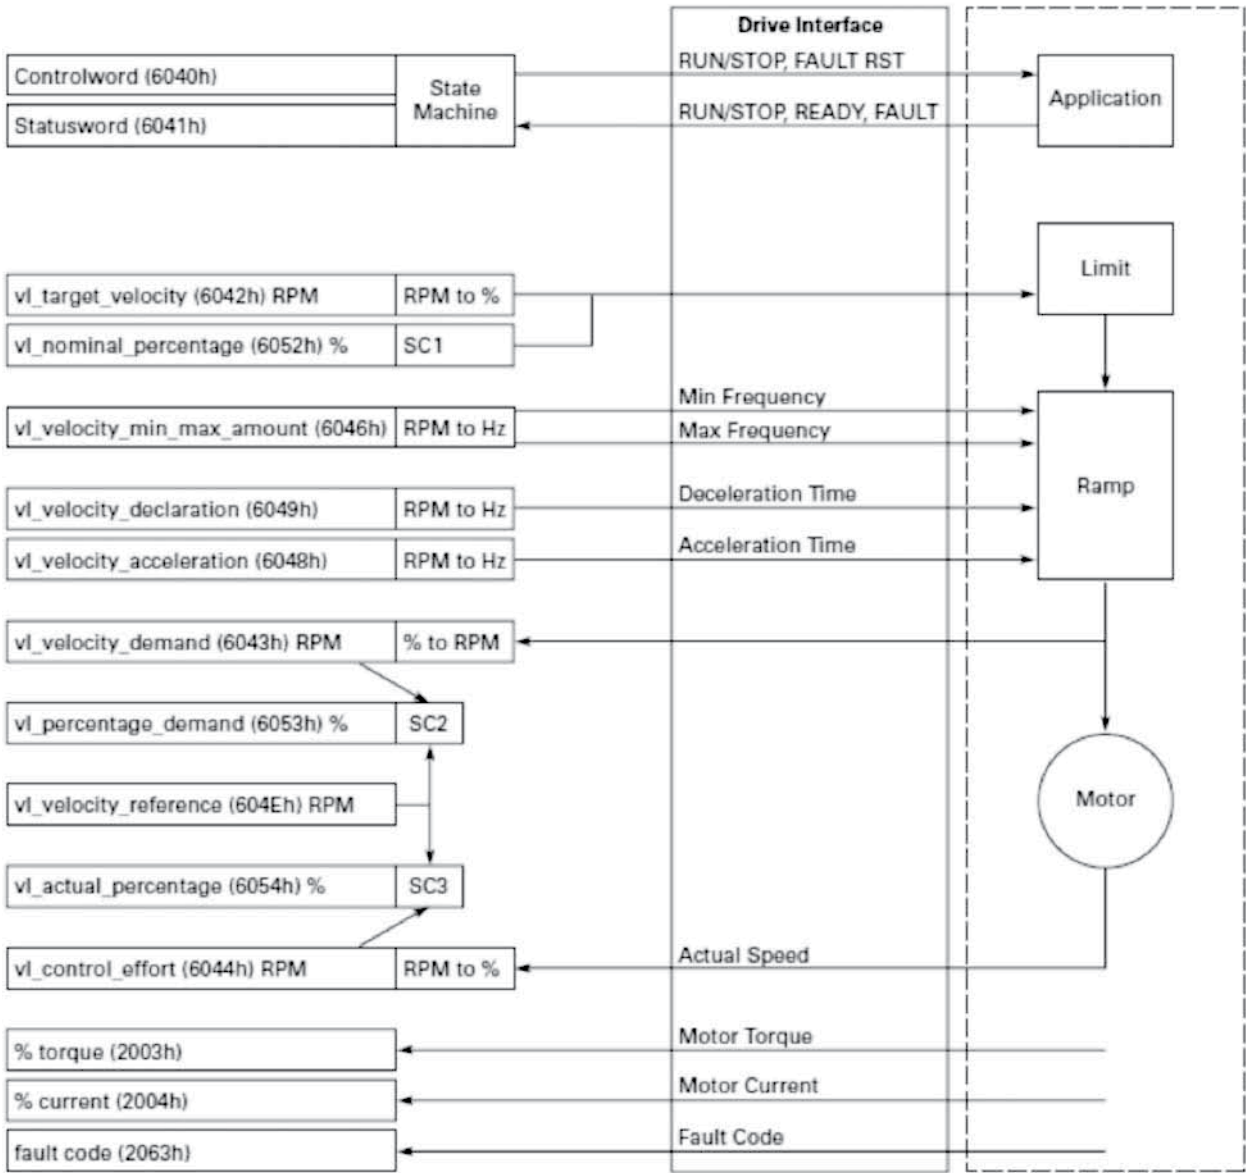 Drive Interface
Controlword (6040h)
State
Machine
RUN/STOP, FAULT RST
Application
Statusword (6041h)
RUN/STOP, READY, FAULT
Limit
vl_target_velocity (6042h) RPM
RPM to %
vl_nominal_percentage (6052h) %
SC1
Min Frequency
vl_velocity_min_max_amount (6046h)
RPM to Hz
Max Frequency
Ramp
vl_velocity_declaration (6049h)
RPM to Hz
Deceleration Time
vl_velocity_acceleration (6048h)
RPM to Hz
Acceleration Time
vl_velocity_demand (6043h) RPM
% to RPM
vl_percentage_demand (6053h) %
SC2
vl_velocity_reference (604Eh) RPM
Motor
vl_actual_percentage (6054h) %
SC3
vl_control_effort (6044h) RPM
RPM to %
Actual Speed
% torque (2003h)
Motor Torque
% current (2004h)
Motor Current
fault code (2063h)
Fault Code